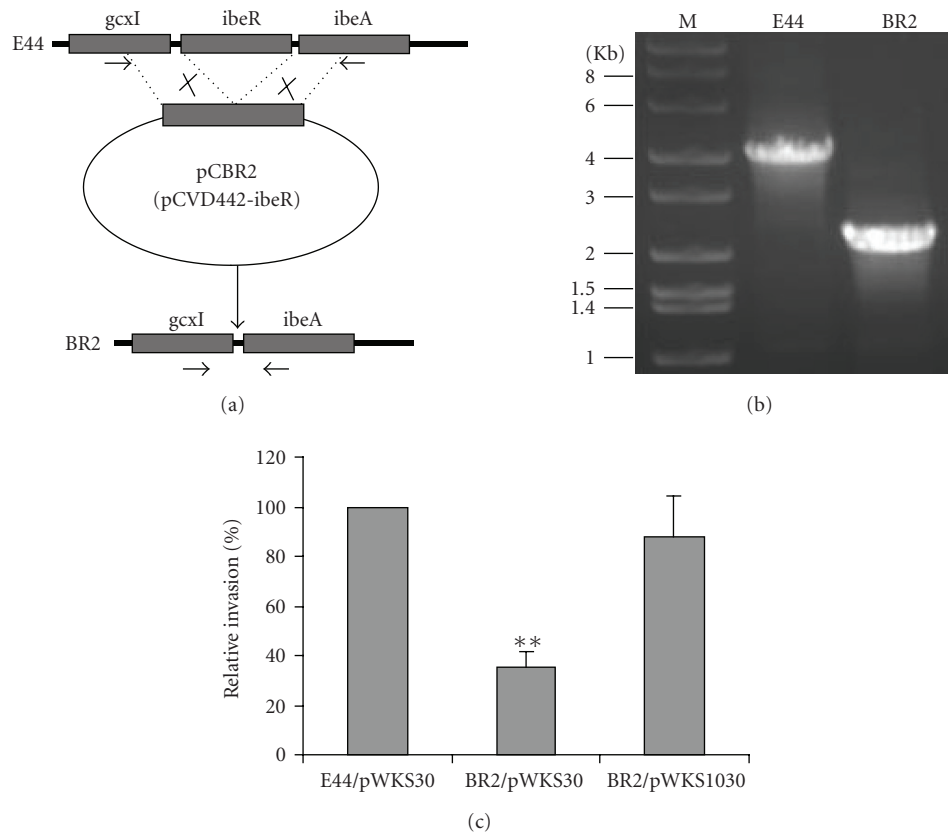 gcxI ibeR ibeA
E44
pCBR2
(pCVD442-ibeR)
gcxI ibeA
BR2
(a)
M E44 BR2
(Kb)
8
6
4
3
2
1.5
1.4
1
(b)
120
100
80
60
40
20
0
Relative invasion (%)
**
E44/pWKS30 BR2/pWKS30 BR2/pWKS1030
(c)